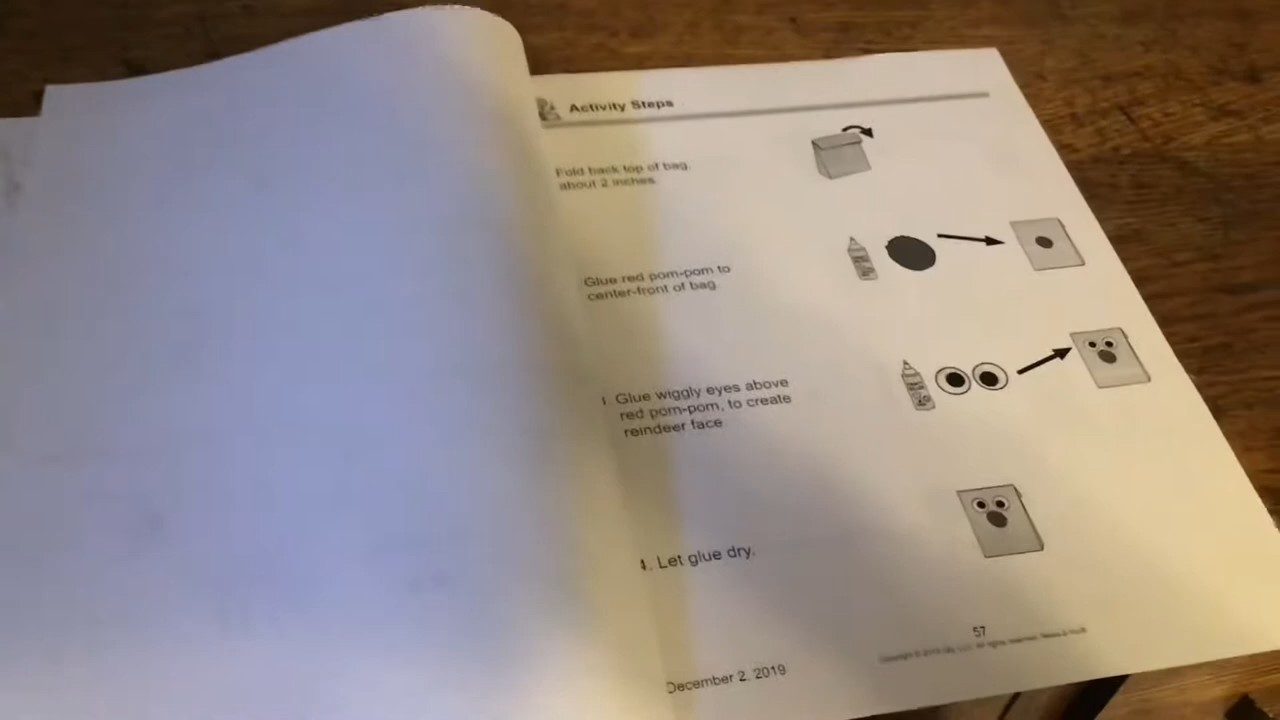 Activity Steps
Fold back top of bag,
about 2 inches.
Glue red pom-pom to
center-front of bag.
Glue wiggly eyes above
red pom-pom, to create
reindeer face.
4. Let glue dry.
57
December 2, 2019